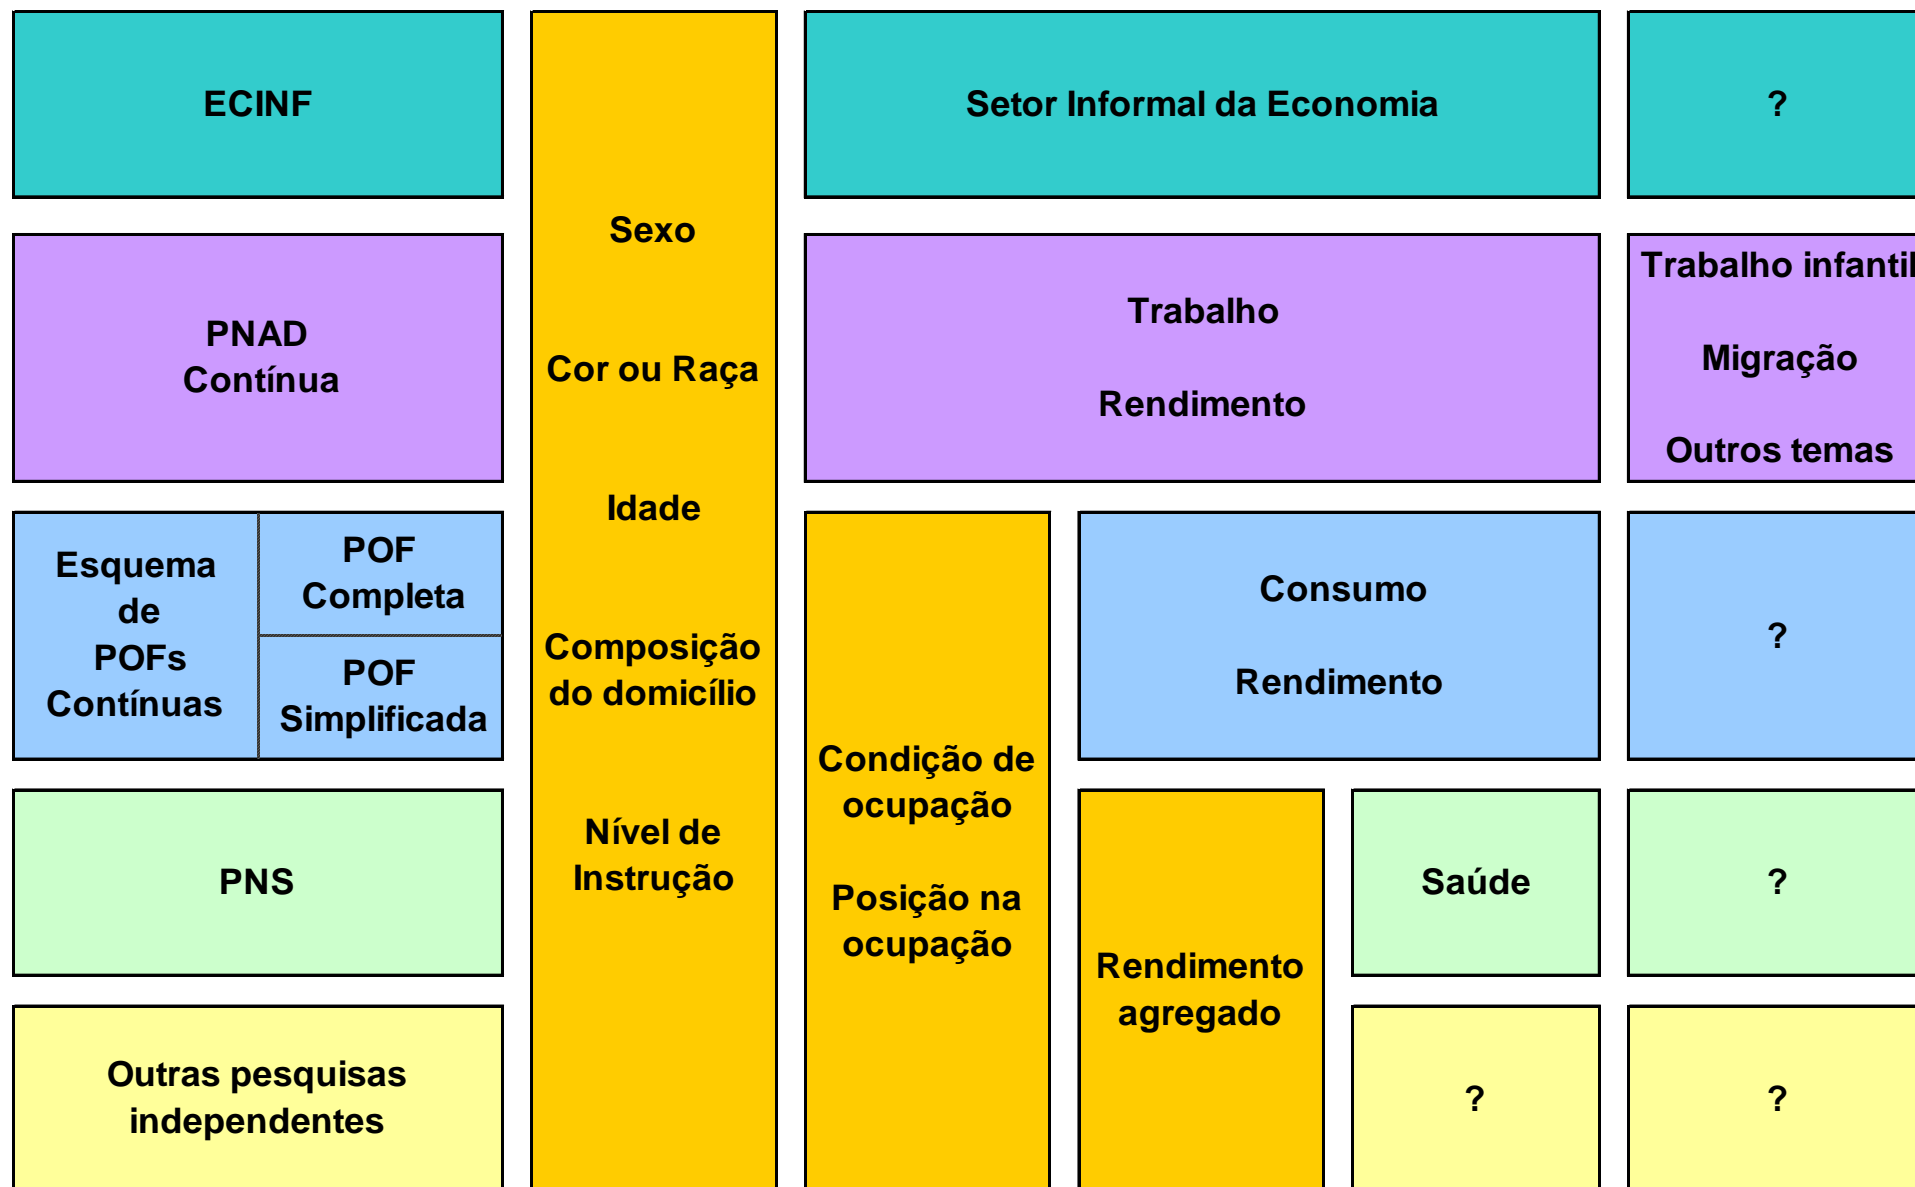 ECINF
Sexo
Cor ou Raça
Idade
Composição
do domicílio
Nível de
Instrução
Setor Informal da Economia
?
PNAD
Contínua
Trabalho
Rendimento
Trabalho infantil
Migração
Outros temas
Esquema
de
POFs
Contínuas
POF
Completa
POF
Simplificada
Condição de
ocupação
Posição na
ocupação
Consumo
Rendimento
?
PNS
Rendimento
agregado
Saúde
?
Outras pesquisas
independentes
?
?